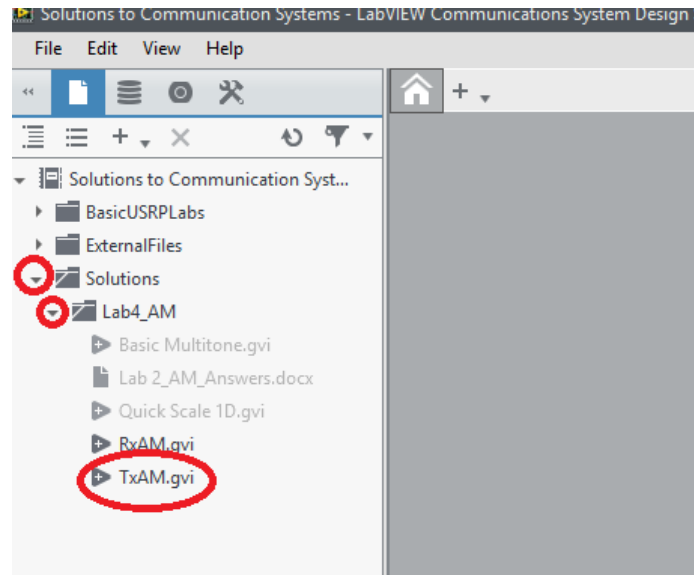 Solutions to Communication Systems - LabVIEW Communications System Design
File Edit View Help
Solutions to Communication Syst...
BasicUSRPLabs
ExternalFiles
Solutions
Lab4_AM
Basic Multitone.gvi
Lab 2_AM_Answers.docx
Quick Scale 1D.gvi
RxAM.gvi
TxAM.gvi